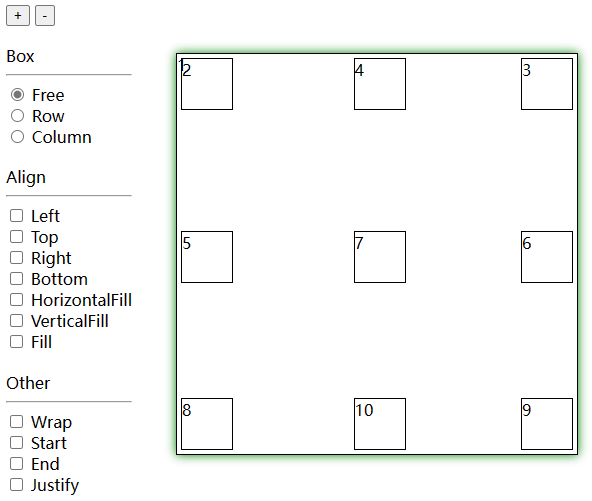 + -
Box
Free
Row
Column
Align
Left
Top
Right
Bottom
HorizontalFill
VerticalFill
Fill
Other
Wrap
Start
End
Justify
1
2 4 3
5 7 6
8 10 9